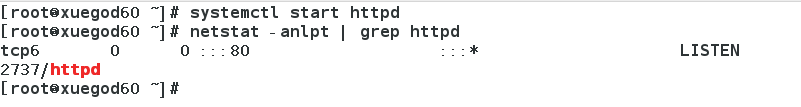 [root@xuegod60 ~]# systemctl start httpd
[root@xuegod60 ~]# netstat -anlpt | grep httpd
tcp6       0      0 :::80                   :::*                    LISTEN
2737/httpd
[root@xuegod60 ~]#